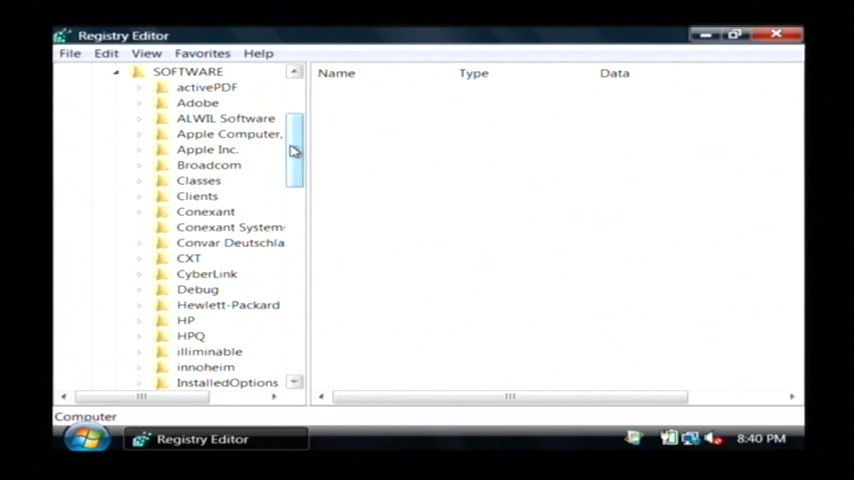 Registry Editor
File Edit View Favorites Help
SOFTWARE
activePDF
Adobe
ALWIL Software
Apple Computer,
Apple Inc.
Broadcom
Classes
Clients
Conexant
Conexant Systems
Convar Deutschla
CXT
CyberLink
Debug
Hewlett-Packard
HP
HPQ
illiminable
innoheim
InstalledOptions
Name Type Data
Computer
Registry Editor
8:40 PM